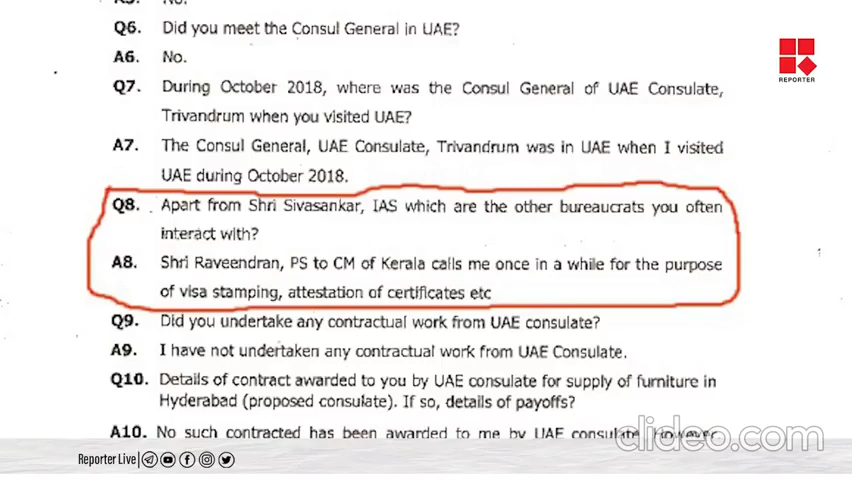 A5. No.
Q6. Did you meet the Consul General in UAE?
A6. No.
Q7. During October 2018, where was the Consul General of UAE Consulate,
Trivandrum when you visited UAE?
A7. The Consul General, UAE Consulate, Trivandrum was in UAE when I visited
UAE during October 2018.
Q8. Apart from Shri Sivasankar, IAS which are the other bureaucrats you often
interact with?
A8. Shri Raveendran, PS to CM of Kerala calls me once in a while for the purpose
of visa stamping, attestation of certificates etc
Q9. Did you undertake any contractual work from UAE consulate?
A9. I have not undertaken any contractual work from UAE Consulate.
Q10. Details of contract awarded to you by UAE consulate for supply of furniture in
Hyderabad (proposed consulate). If so, details of payoffs?
A10. No such contracted has been awarded to me by UAE consulate. However
REPORTER
clideo.com
Reporter Live